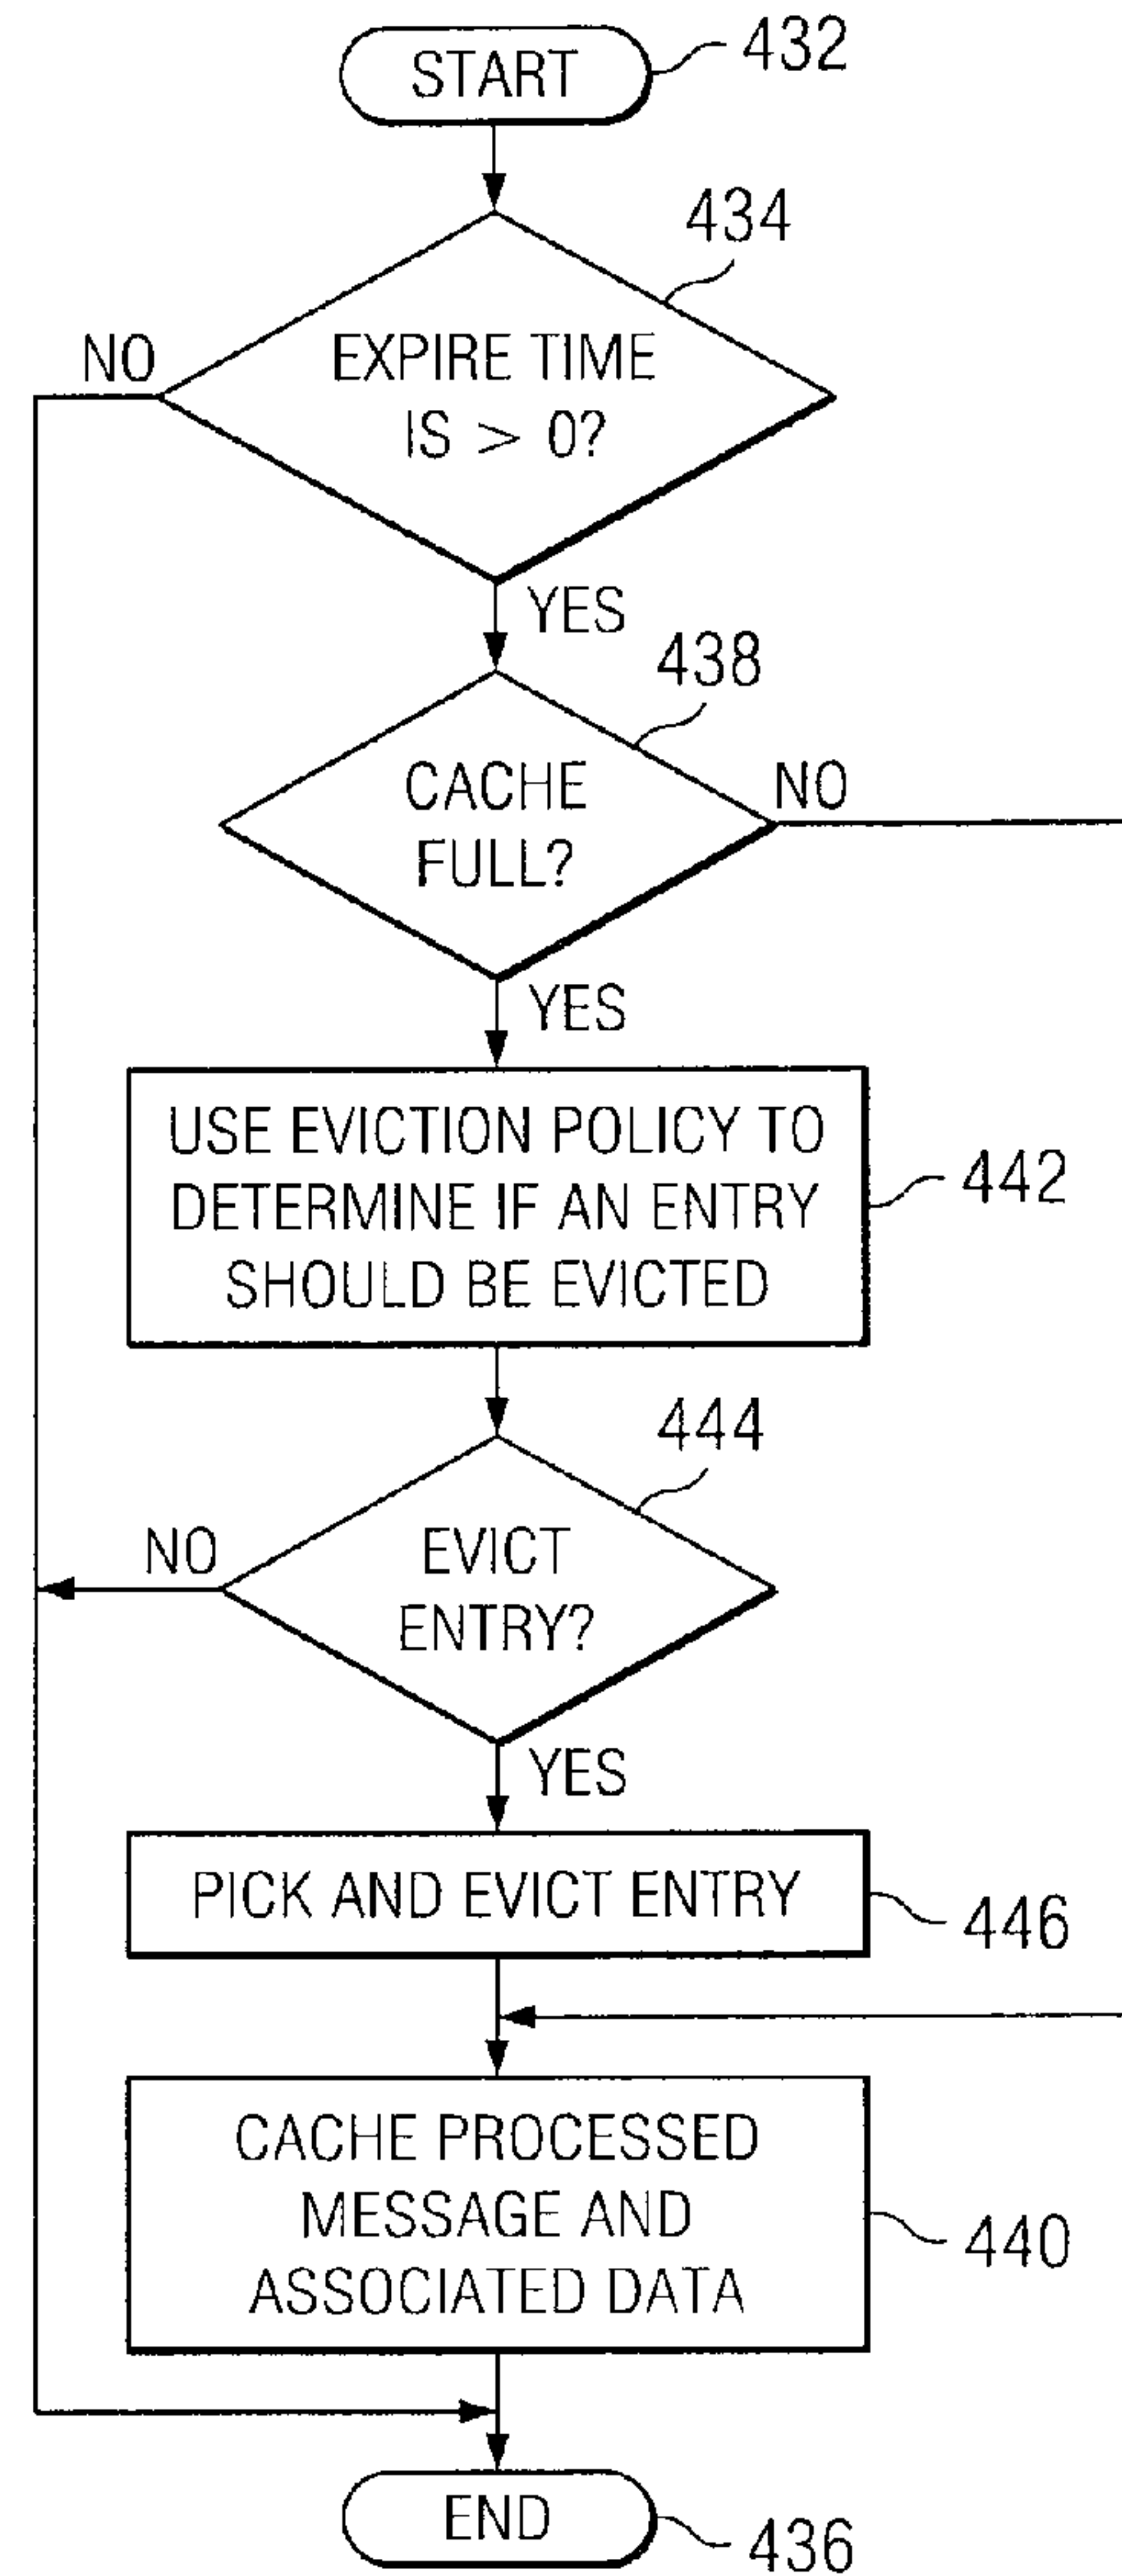 START
432
434
NO
EXPIRE TIME
IS > 0?
YES
438
CACHE
FULL?
NO
YES
USE EVICTION POLICY TO
DETERMINE IF AN ENTRY
SHOULD BE EVICTED
442
444
NO
EVICT
ENTRY?
YES
PICK AND EVICT ENTRY
446
CACHE PROCESSED
MESSAGE AND
ASSOCIATED DATA
440
END
436